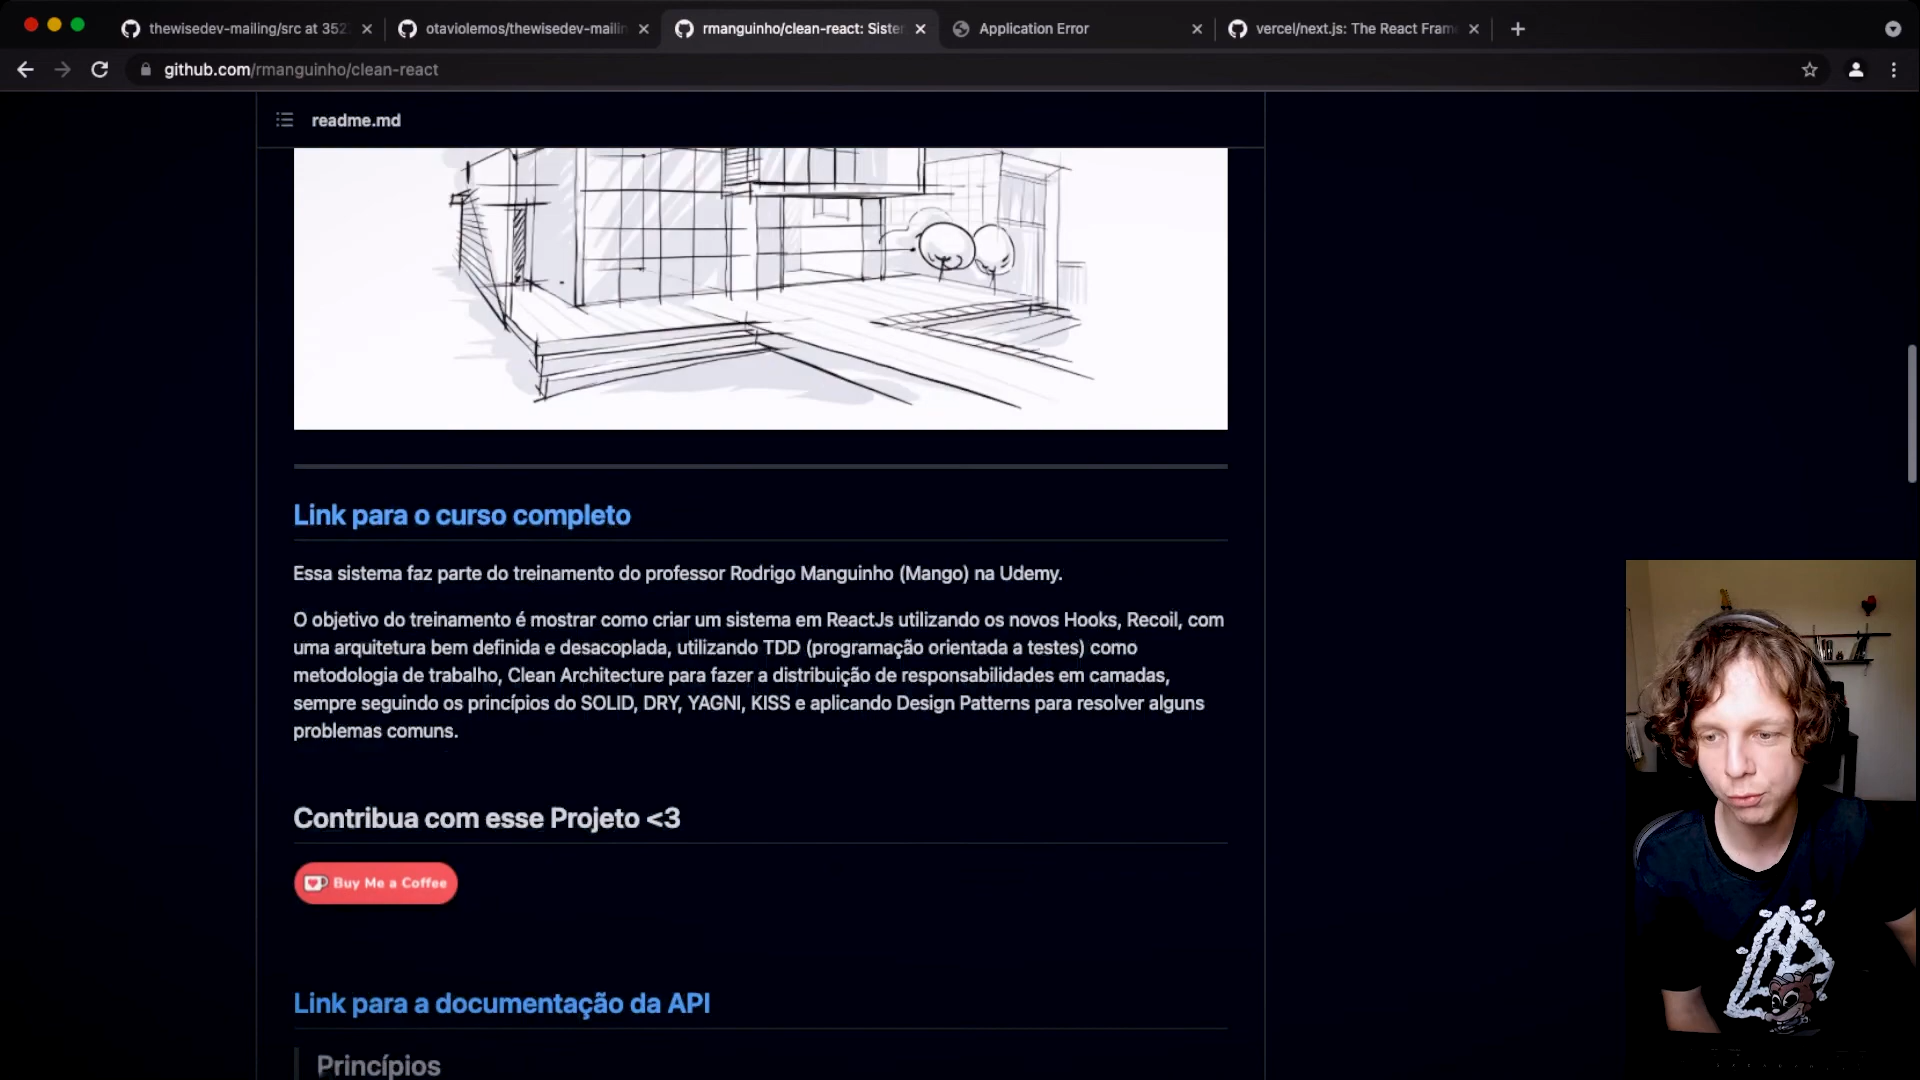 thewisedev-mailing/src at 352
otaviolemos/thewisedev-mailin
rmanguinho/clean-react: Sister
Application Error
vercel/next.js: The React Fram
github.com/rmanguinho/clean-react
readme.md
Link para o curso completo
Essa sistema faz parte do treinamento do professor Rodrigo Manguinho (Mango) na Udemy.
O objetivo do treinamento é mostrar como criar um sistema em ReactJs utilizando os novos Hooks, Recoil, com
uma arquitetura bem definida e desacoplada, utilizando TDD (programação orientada a testes) como
metodologia de trabalho, Clean Architecture para fazer a distribuição de responsabilidades em camadas,
sempre seguindo os princípios do SOLID, DRY, YAGNI, KISS e aplicando Design Patterns para resolver alguns
problemas comuns.
Contribua com esse Projeto <3
Buy Me a Coffee
Link para a documentação da API
Princípios